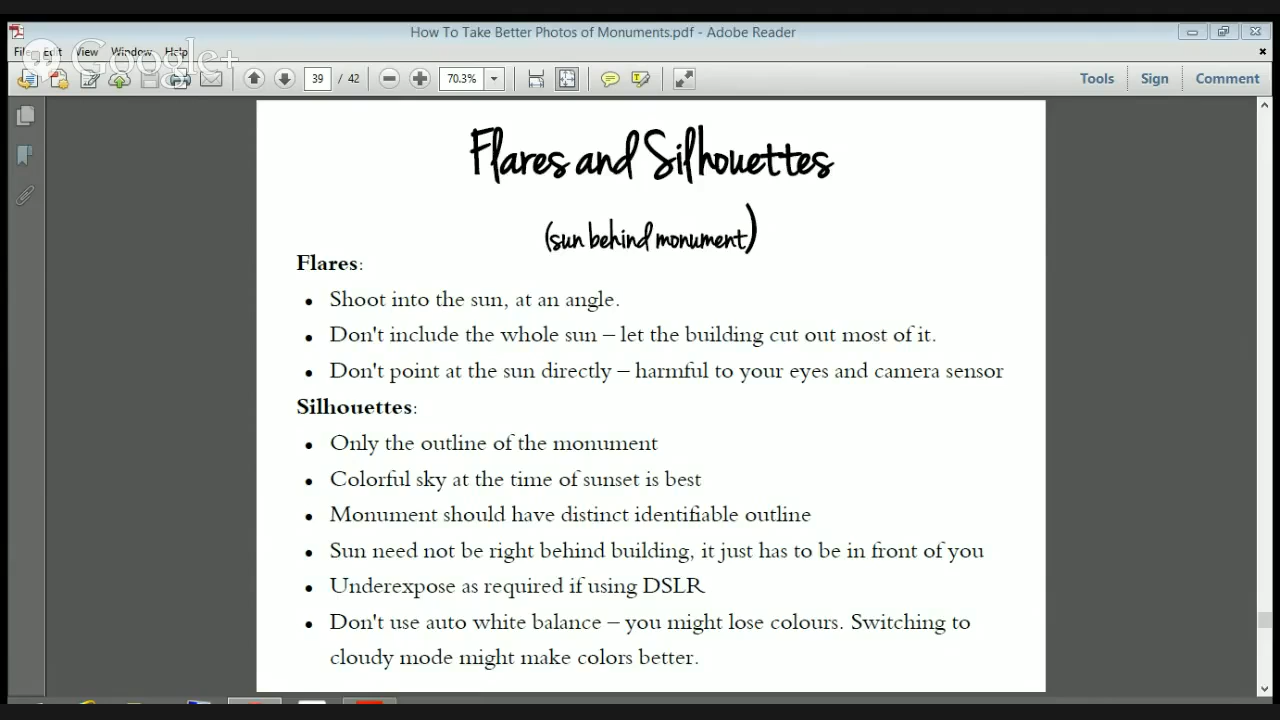 How To Take Better Photos of Monuments.pdf - Adobe Reader
File Edit View Window Help
Google+
39 / 42 70.3% Tools Sign Comment
Flares and Silhouettes
(sun behind monument)
Flares:
• Shoot into the sun, at an angle.
• Don't include the whole sun – let the building cut out most of it.
• Don't point at the sun directly – harmful to your eyes and camera sensor
Silhouettes:
• Only the outline of the monument
• Colorful sky at the time of sunset is best
• Monument should have distinct identifiable outline
• Sun need not be right behind building, it just has to be in front of you
• Underexpose as required if using DSLR
• Don't use auto white balance – you might lose colours. Switching to
cloudy mode might make colors better.